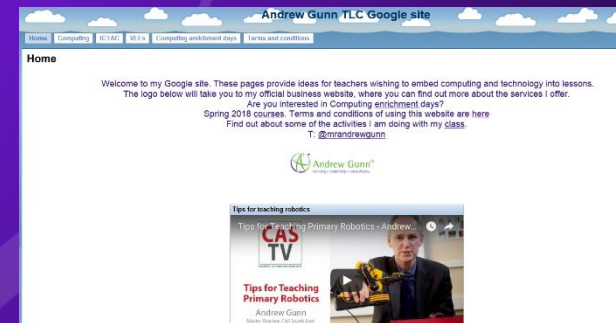 Andrew Gunn TLC Google site
Home Computing ICTAC VLEs Computing enrichment days Terms and conditions
Home
Welcome to my Google site. These pages provide ideas for teachers wishing to embed computing and technology into lessons.
The logo below will take you to my official business website, where you can find out more about the services I offer.
Are you interested in Computing enrichment days?
Spring 2018 courses. Terms and conditions of using this website are here
Find out about some of the activities I am doing with my class.
T: @mrandrewgunn
Andrew Gunn
Tips for teaching robotics
Tips for Teaching Primary Robotics - Andrew...
CAS
TV
Tips for Teaching
Primary Robotics
Andrew Gunn